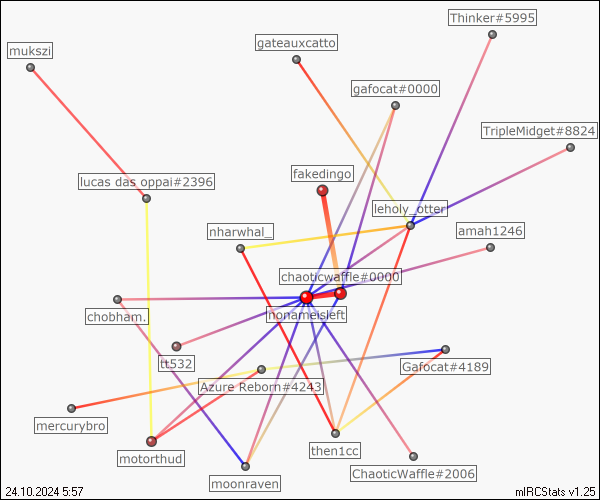 Thinker#5995
mukszi
gateauxcatto
gafocat#0000
TripleMidget#8824
fakedingo
lucas das oppai#2396
leholy_otter
nharwhal_
amah1246
chaoticwaffle#0000
chobham.
nonameisleft
tt532
Gafocat#4189
Azure Reborn#4243
mercurybro
then1cc
motorthud
ChaoticWaffle#2006
moonraven
24.10.2024 5:57
mIRCStats v1.25